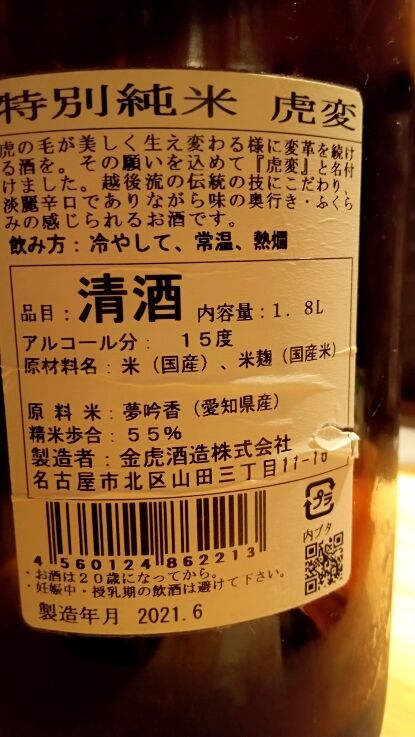 特別純米 虎変
虎の毛が美しく生え変わる様に変革を続け
る酒を。その願いを込めて『虎変』と名付
けました。越後流の伝統の技にこだわり、
淡麗辛口でありながら味の奥行き・ふくら
みの感じられるお酒です。
飲み方：冷やして、常温、熱燗
品目：清酒 内容量：1．8L
アルコール分： 15度
原材料名：米（国産）、米麹（国産米）
原料米：夢吟香（愛知県産）
精米歩合：55%
製造者：金虎酒造株式会社
名古屋市北区山田三丁目11-16
プラ
内ブタ
4 560124 862213
・お酒は20歳になってから。
・妊娠中・授乳期の飲酒は避けて下さい。
製造年月 2021.6